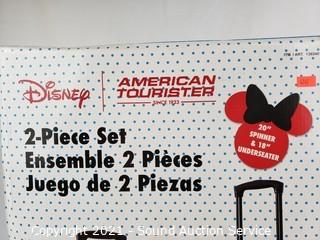 Disney
AMERICAN
TOURISTER
SINCE 1933
2-Piece Set
Ensemble 2 Pièces
Juego de 2 Piezas
20"
SPINNER
& 18"
UNDERSEATER
Copyright 2021 - Sound Auction Service